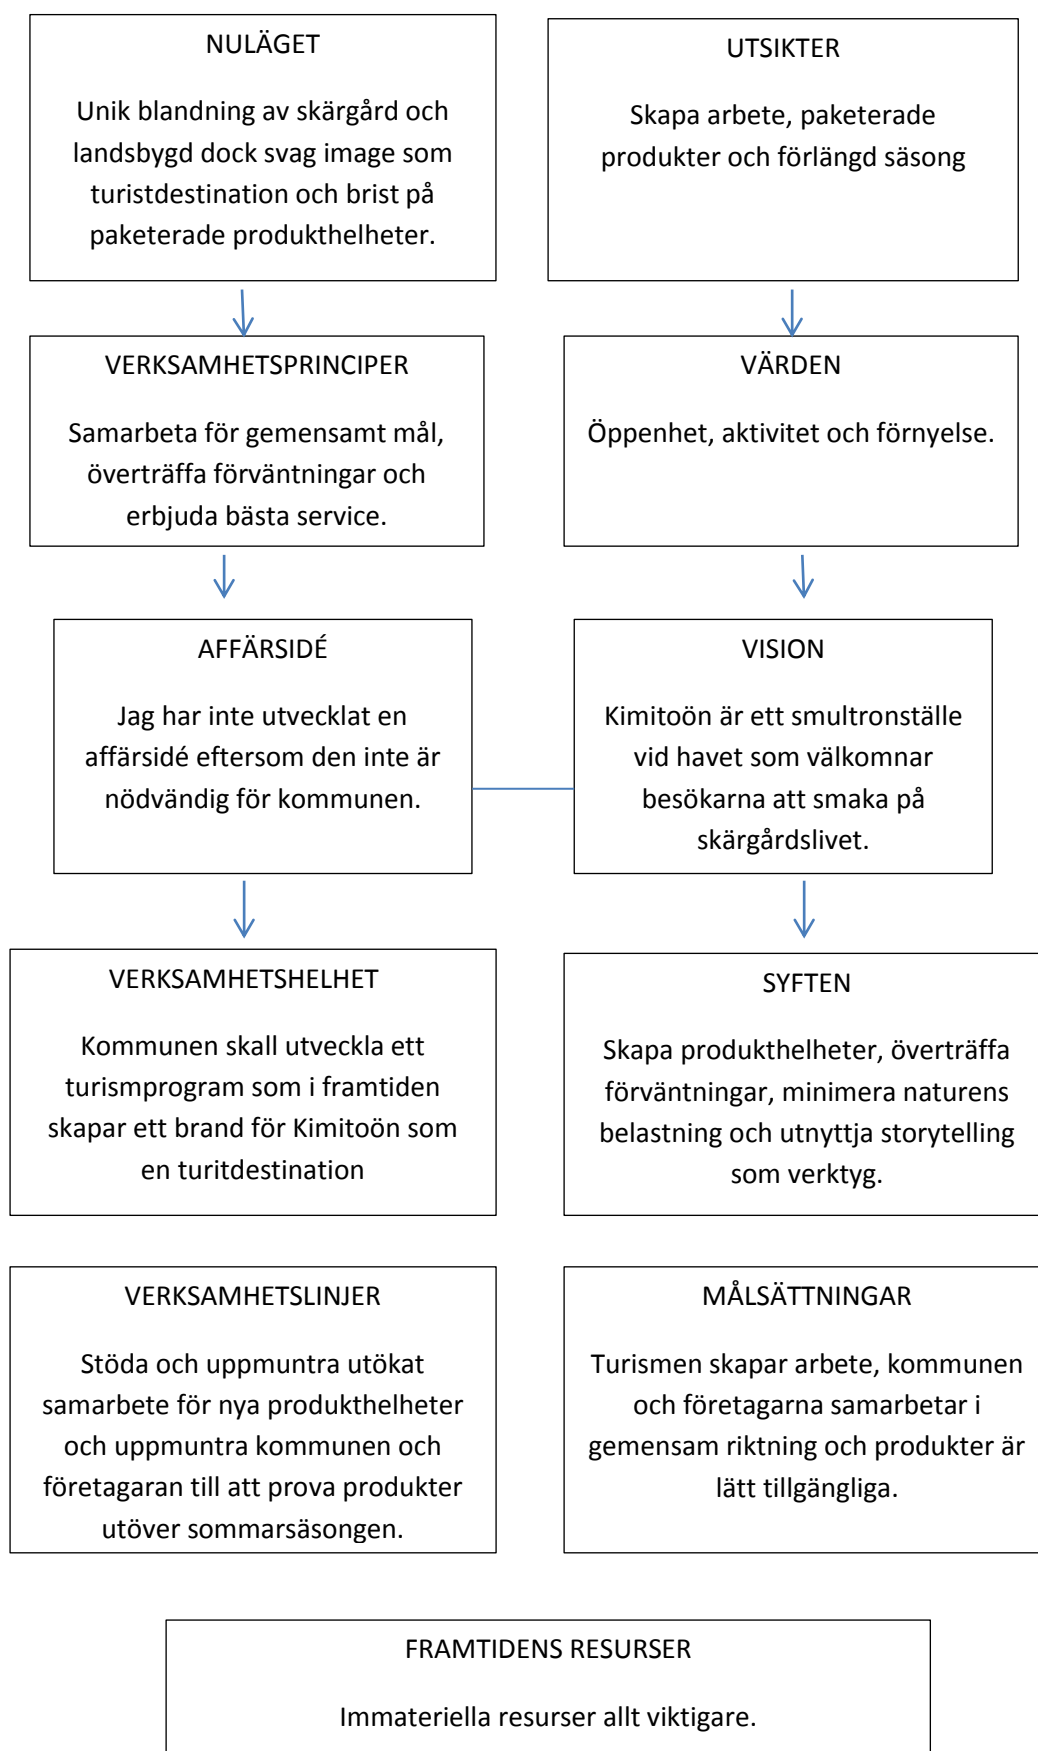 NULÄGET
Unik blandning av skärgård och
landsbygd dock svag image som
turistdestination och brist på
paketerade produkthelheter.
UTSIKTER
Skapa arbete, paketerade
produkter och förlängd säsong
VERKSAMHETSPRINCIPER
Samarbeta för gemensamt mål,
överträffa förväntningar och
erbjuda bästa service.
VÄRDEN
Öppenhet, aktivitet och förnyelse.
AFFÄRSIDÉ
Jag har inte utvecklat en
affärsidé eftersom den inte är
nödvändig för kommunen.
VISION
Kimitoön är ett smultronställe
vid havet som välkomnar
besökarna att smaka på
skärgårdslivet.
VERKSAMHETSHELHET
Kommunen skall utveckla ett
turismprogram som i framtiden
skapar ett brand för Kimitoön som
en turitdestination
SYFTEN
Skapa produkthelheter, överträffa
förväntningar, minimera naturens
belastning och utnyttja storytelling
som verktyg.
VERKSAMHETSLINJER
Stöda och uppmuntra utökat
samarbete för nya produkthelheter
och uppmuntra kommunen och
företagaran till att prova produkter
utöver sommarsäsongen.
MÅLSÄTTNINGAR
Turismen skapar arbete, kommunen
och företagarna samarbetar i
gemensam riktning och produkter är
lätt tillgängliga.
FRAMTIDENS RESURSER
Immateriella resurser allt viktigare.